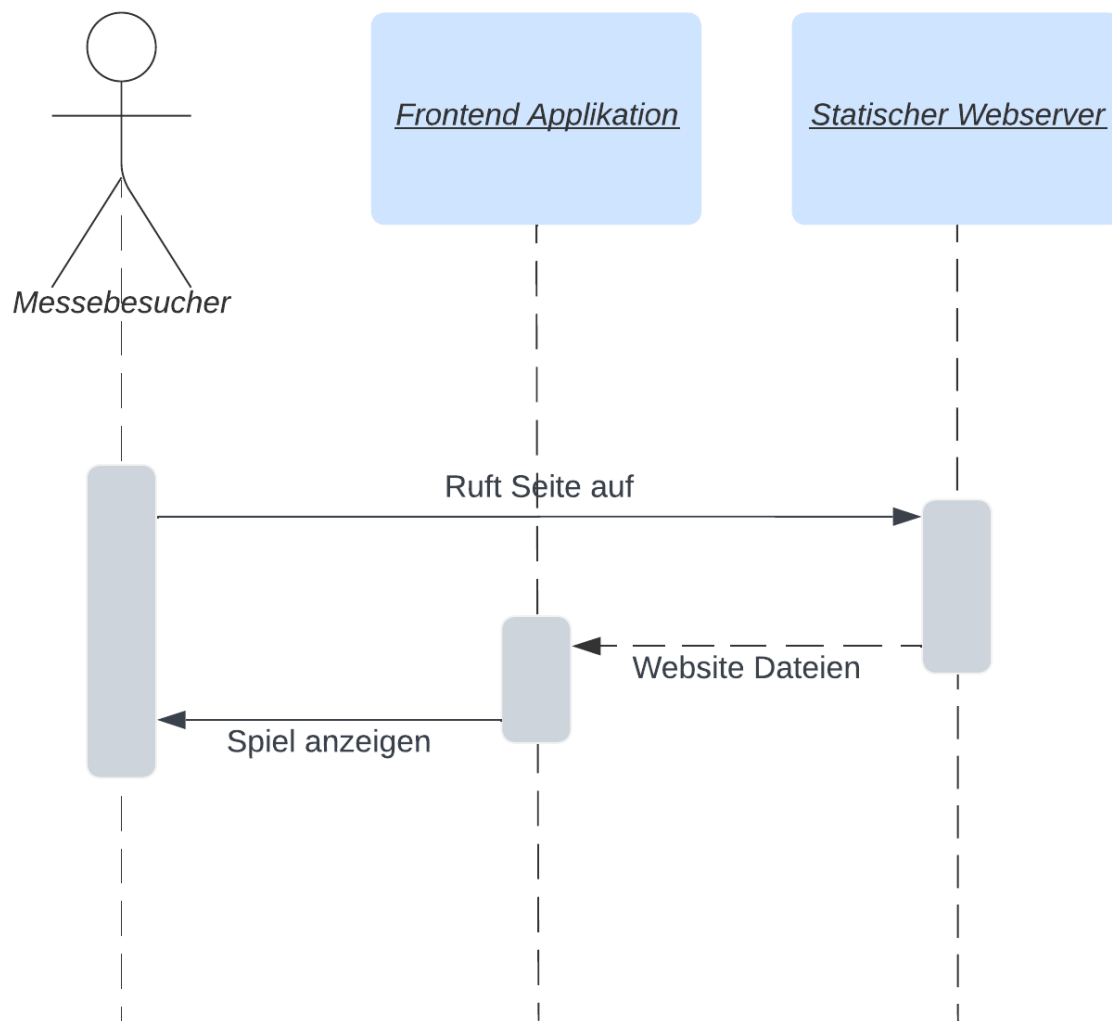 Frontend Applikation
Statischer Webserver
Messebesucher
Ruft Seite auf
Website Dateien
Spiel anzeigen